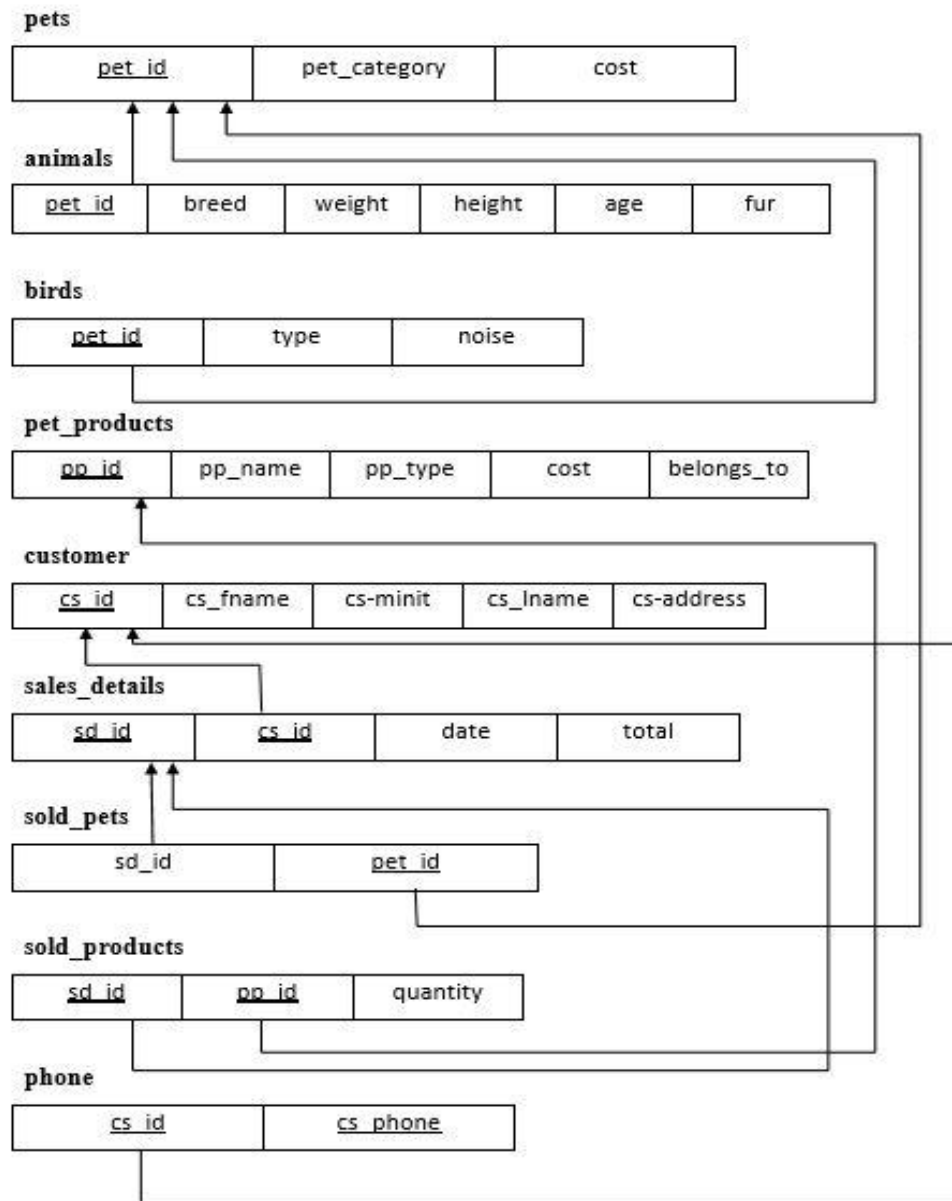 pets
pet_id pet_category cost
animals
pet_id breed weight height age fur
birds
pet_id type noise
pet_products
pp_id pp_name pp_type cost belongs_to
customer
cs_id cs_fname cs-minit cs_lname cs-address
sales_details
sd_id cs_id date total
sold_pets
sd_id pet_id
sold_products
sd_id pp_id quantity
phone
cs_id cs_phone